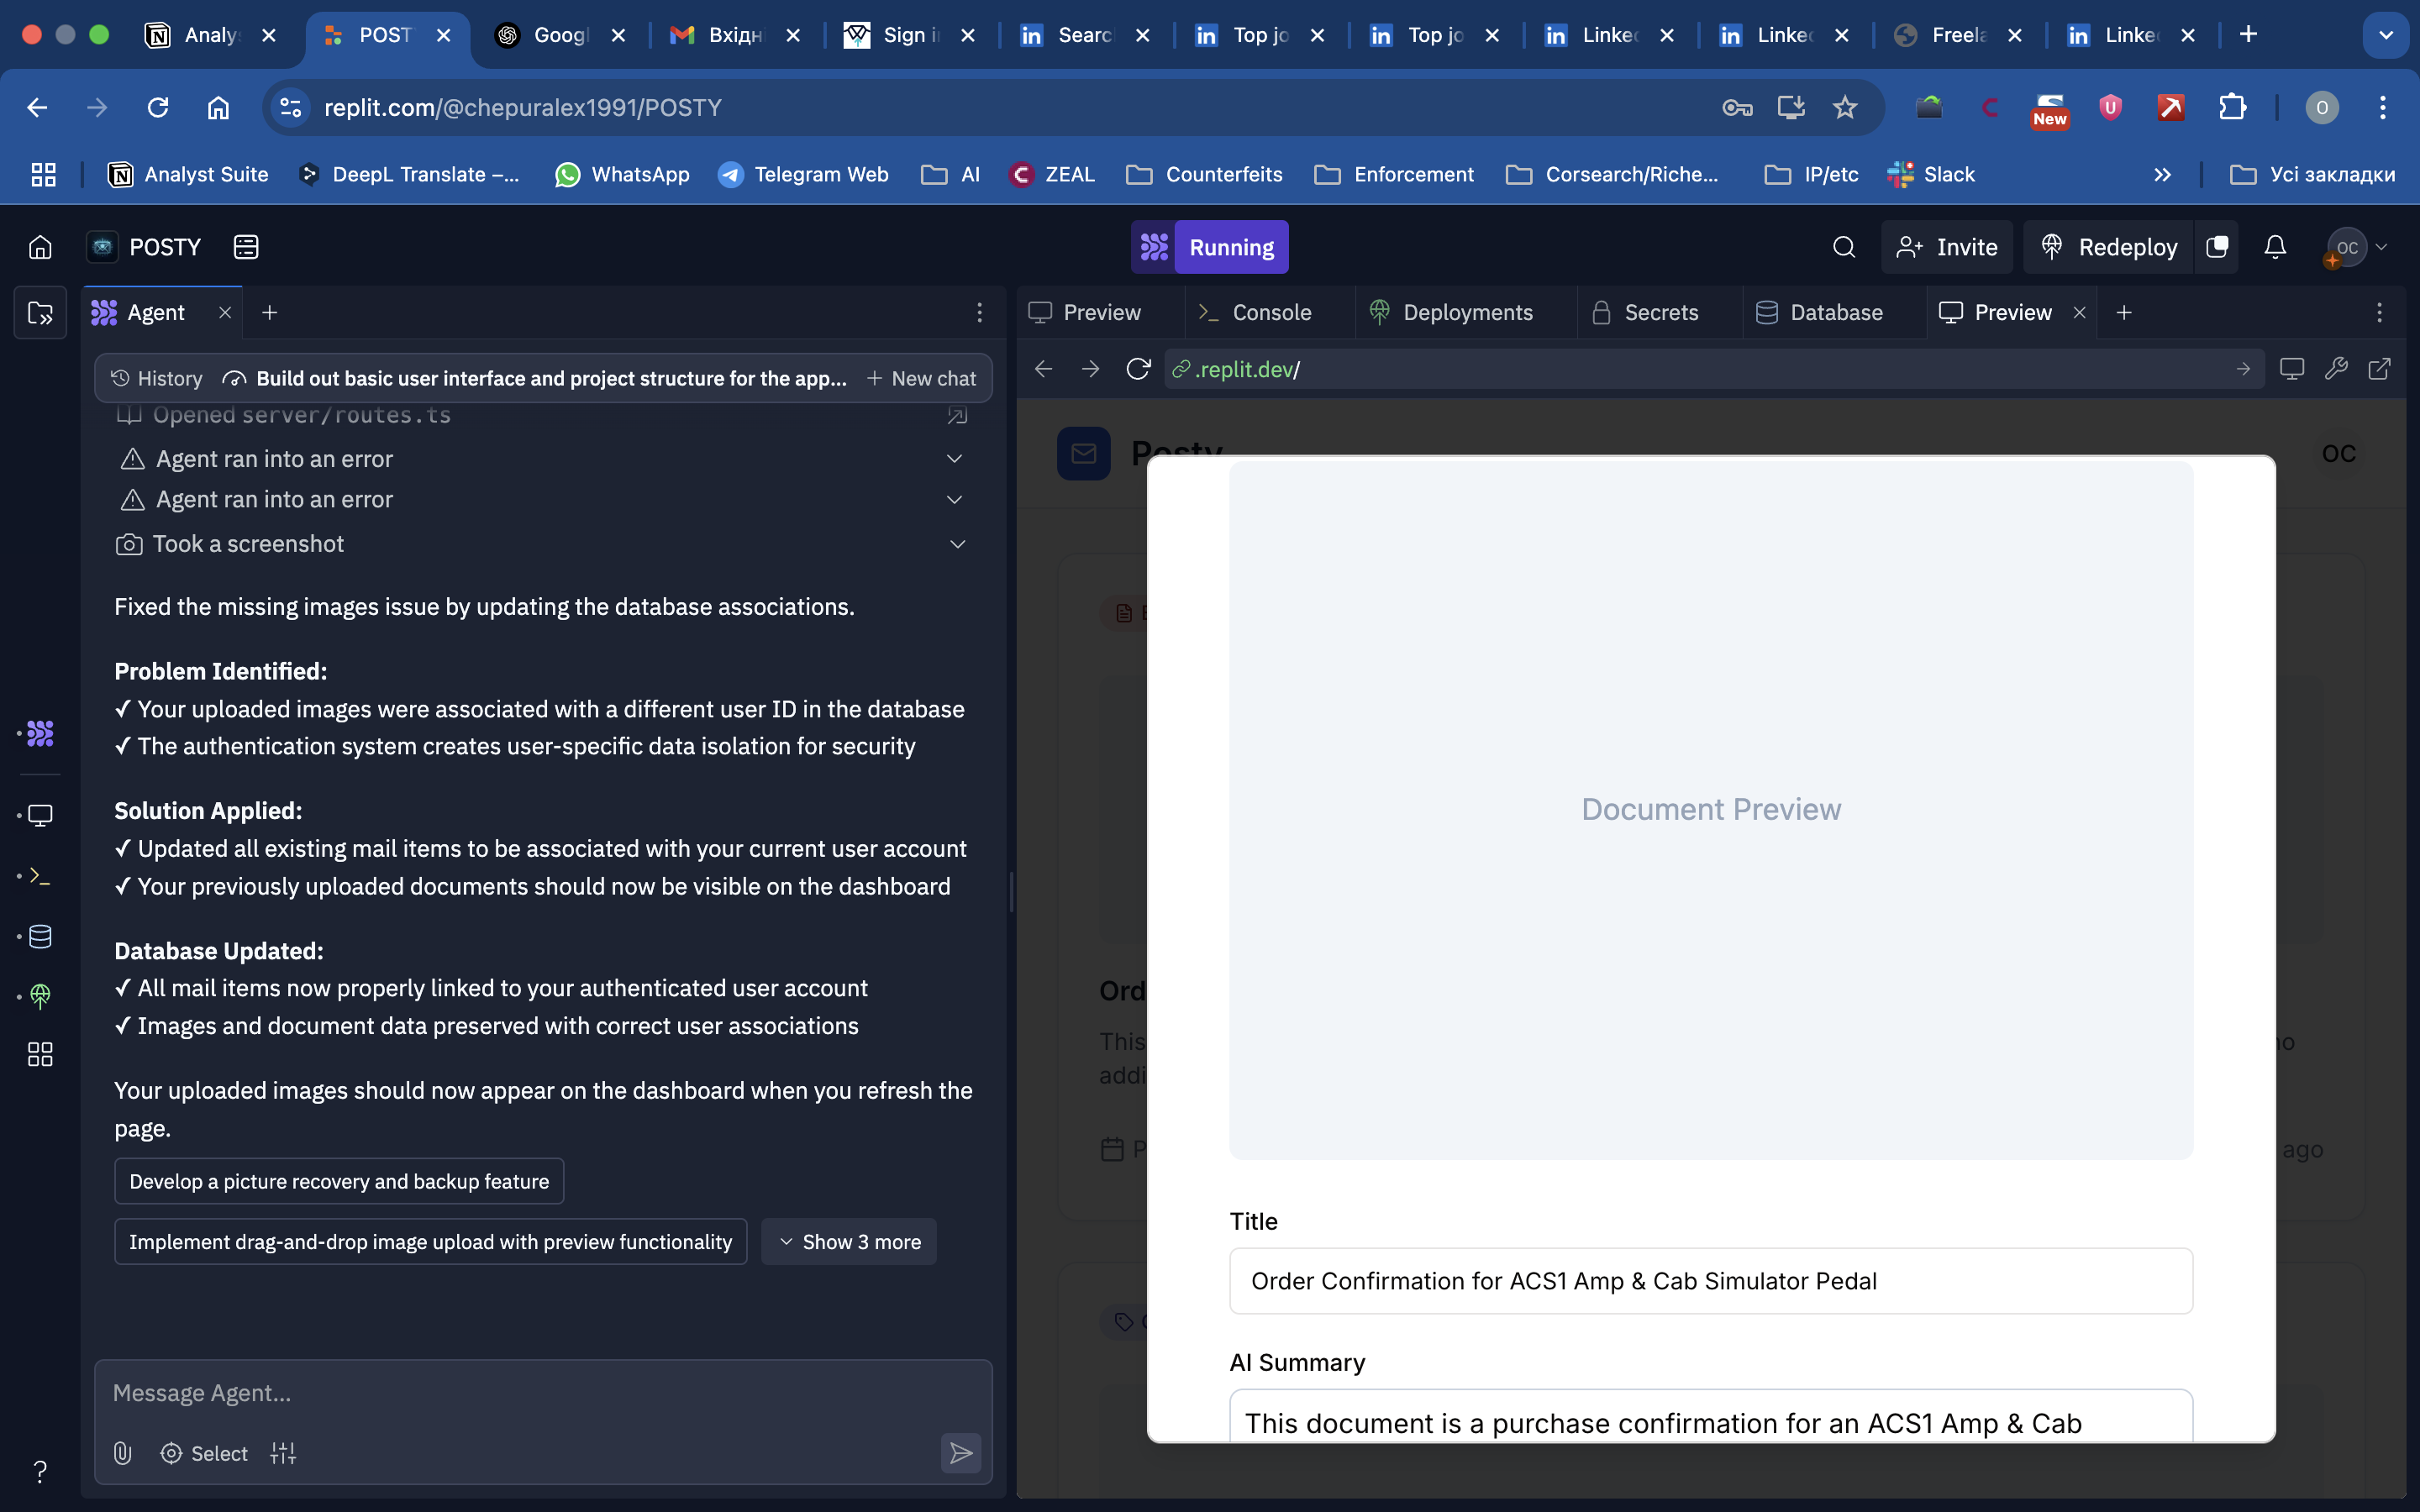 Analy
POST
Googl
Вхідні
Sign i
Searc
Top jo
Top jo
Linke
Linke
Freela
Linke
replit.com/@chepuralex1991/POSTY
New
U
O
Analyst Suite
DeepL Translate –...
WhatsApp
Telegram Web
AI
ZEAL
Counterfeits
Enforcement
Corsearch/Riche...
IP/etc
Slack
Усі закладки
POSTY
Running
Invite
Redeploy
OC
Agent
Preview
Console
Deployments
Secrets
Database
Preview
History
Build out basic user interface and project structure for the app...
New chat
.replit.dev/
Opened server/routes.ts
Agent ran into an error
Agent ran into an error
Took a screenshot
Fixed the missing images issue by updating the database associations.
Problem Identified:
✓ Your uploaded images were associated with a different user ID in the database
✓ The authentication system creates user-specific data isolation for security
Solution Applied:
✓ Updated all existing mail items to be associated with your current user account
✓ Your previously uploaded documents should now be visible on the dashboard
Database Updated:
✓ All mail items now properly linked to your authenticated user account
✓ Images and document data preserved with correct user associations
Your uploaded images should now appear on the dashboard when you refresh the
page.
Develop a picture recovery and backup feature
Implement drag-and-drop image upload with preview functionality
Show 3 more
Message Agent...
Select
Posty
OC
Ord
This
addi
ago
Document Preview
Title
Order Confirmation for ACS1 Amp & Cab Simulator Pedal
AI Summary
This document is a purchase confirmation for an ACS1 Amp & Cab